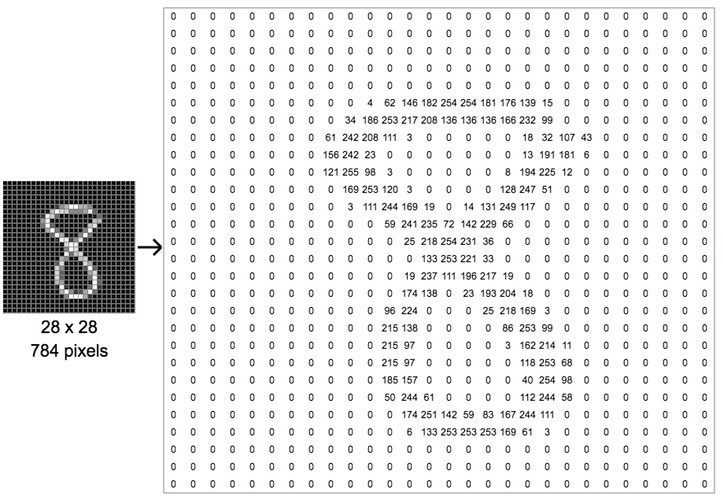 0 0 0 0 0 0 0 0 0 0 0 0 0 0 0 0 0 0 0 0 0 0 0 0 0 0 0 0
0 0 0 0 0 0 0 0 0 0 0 0 0 0 0 0 0 0 0 0 0 0 0 0 0 0 0 0
0 0 0 0 0 0 0 0 0 0 0 0 0 0 0 0 0 0 0 0 0 0 0 0 0 0 0 0
0 0 0 0 0 0 0 0 0 0 0 0 0 0 0 0 0 0 0 0 0 0 0 0 0 0 0 0
0 0 0 0 0 0 0 0 0 0 0 0 0 0 0 0 0 0 0 0 0 0 0 0 0 0 0 0
0 0 0 0 0 0 0 0 0 0 4 62 146 182 254 254 181 176 139 15 0 0 0 0 0 0 0 0
0 0 0 0 0 0 0 0 0 34 186 253 217 208 136 136 136 166 232 99 0 0 0 0 0 0 0 0
0 0 0 0 0 0 0 0 61 242 208 111 3 0 0 0 0 0 18 32 107 43 0 0 0 0 0 0
0 0 0 0 0 0 0 0 156 242 23 0 0 0 0 0 0 0 13 191 181 6 0 0 0 0 0 0
0 0 0 0 0 0 0 0 121 255 98 3 0 0 0 0 0 8 194 225 12 0 0 0 0 0 0 0
0 0 0 0 0 0 0 0 0 169 253 120 3 0 0 0 0 128 247 51 0 0 0 0 0 0 0 0
0 0 0 0 0 0 0 0 0 3 111 244 169 19 0 14 131 249 117 0 0 0 0 0 0 0 0 0
0 0 0 0 0 0 0 0 0 0 0 59 241 235 72 142 229 66 0 0 0 0 0 0 0 0 0 0
0 0 0 0 0 0 0 0 0 0 0 0 25 218 254 231 36 0 0 0 0 0 0 0 0 0 0 0
0 0 0 0 0 0 0 0 0 0 0 0 0 133 253 221 33 0 0 0 0 0 0 0 0 0 0 0
0 0 0 0 0 0 0 0 0 0 0 0 19 237 111 196 217 19 0 0 0 0 0 0 0 0 0 0
0 0 0 0 0 0 0 0 0 0 0 0 174 138 0 23 193 204 18 0 0 0 0 0 0 0 0 0
0 0 0 0 0 0 0 0 0 0 0 96 224 0 0 0 25 218 169 3 0 0 0 0 0 0 0 0
0 0 0 0 0 0 0 0 0 0 0 215 138 0 0 0 0 86 253 99 0 0 0 0 0 0 0 0
0 0 0 0 0 0 0 0 0 0 0 215 97 0 0 0 0 3 162 214 11 0 0 0 0 0 0 0
0 0 0 0 0 0 0 0 0 0 0 215 97 0 0 0 0 0 118 253 68 0 0 0 0 0 0 0
0 0 0 0 0 0 0 0 0 0 0 185 157 0 0 0 0 0 40 254 98 0 0 0 0 0 0 0
0 0 0 0 0 0 0 0 0 0 0 50 244 61 0 0 0 0 112 244 58 0 0 0 0 0 0 0
0 0 0 0 0 0 0 0 0 0 0 0 174 251 142 59 83 167 244 111 0 0 0 0 0 0 0 0
0 0 0 0 0 0 0 0 0 0 0 0 6 133 253 253 253 169 61 3 0 0 0 0 0 0 0 0
0 0 0 0 0 0 0 0 0 0 0 0 0 0 0 0 0 0 0 0 0 0 0 0 0 0 0 0
0 0 0 0 0 0 0 0 0 0 0 0 0 0 0 0 0 0 0 0 0 0 0 0 0 0 0 0
0 0 0 0 0 0 0 0 0 0 0 0 0 0 0 0 0 0 0 0 0 0 0 0 0 0 0 0
8
28 x 28
784 pixels